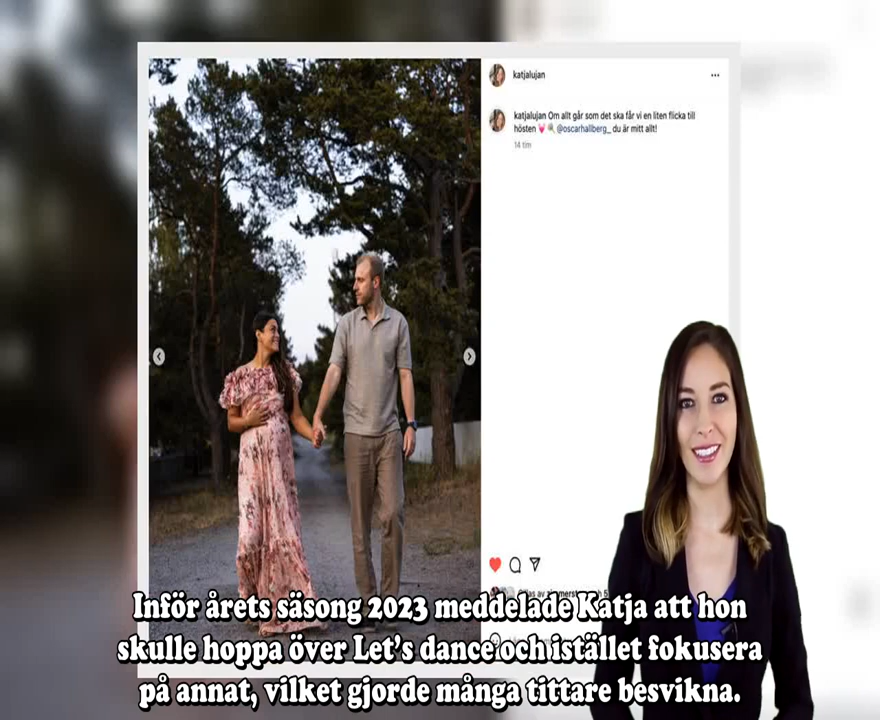 katjalujan
katjalujan Om allt går som det ska får vi en liten flicka till
hösten @oscarhallberg_ du är mitt allt!
14 tim
Inför årets säsong 2023 meddelade Katja att hon
skulle hoppa över Let's dance och istället fokusera
på annat, vilket gjorde många tittare besvikna.